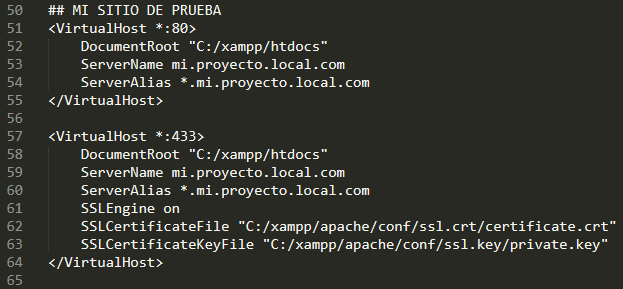 50 ## MI SITIO DE PRUEBA
51 <VirtualHost *:80>
52 DocumentRoot "C:/xampp/htdocs"
53 ServerName mi.proyecto.local.com
54 ServerAlias *.mi.proyecto.local.com
55 </VirtualHost>
56
57 <VirtualHost *:433>
58 DocumentRoot "C:/xampp/htdocs"
59 ServerName mi.proyecto.local.com
60 ServerAlias *.mi.proyecto.local.com
61 SSLEngine on
62 SSLCertificateFile "C:/xampp/apache/conf/ssl.crt/certificate.crt"
63 SSLCertificateKeyFile "C:/xampp/apache/conf/ssl.key/private.key"
64 </VirtualHost>
65